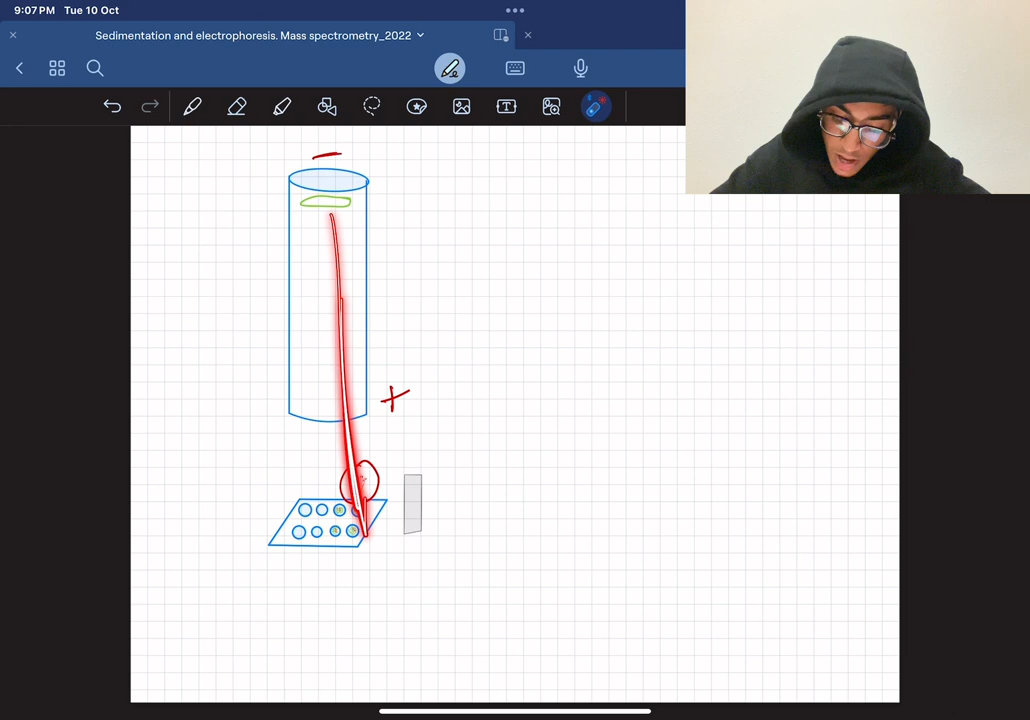 9:07 PM Tue 10 Oct
Sedimentation and electrophoresis. Mass spectrometry_2022
T
−
+